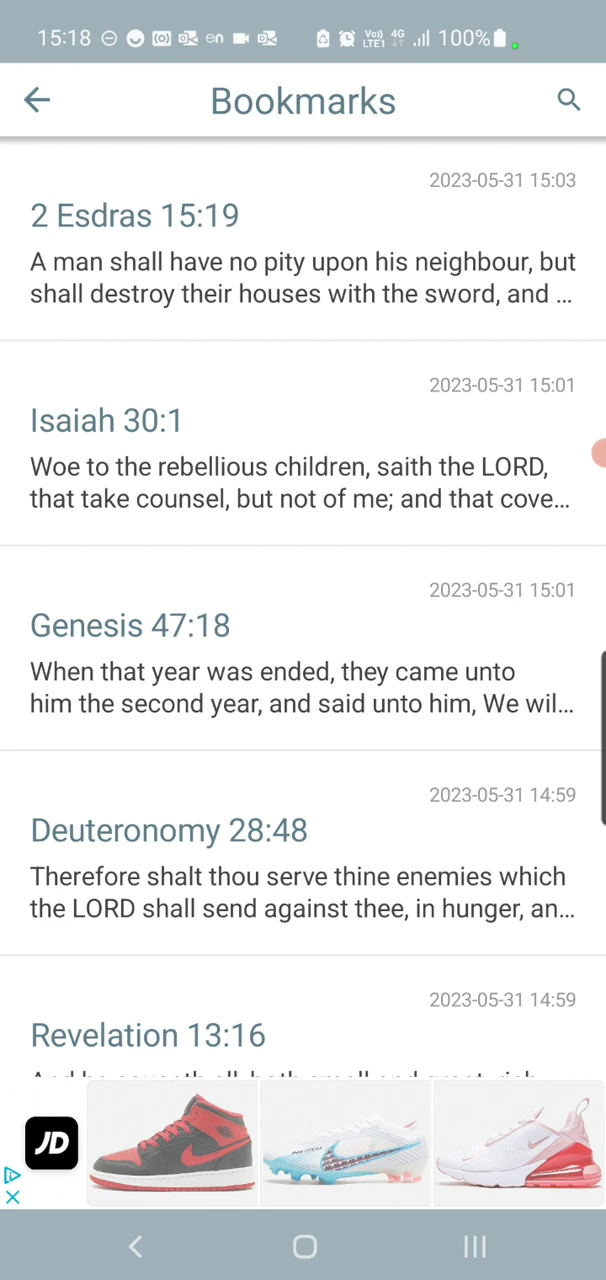 15:18 en Vo)) LTE1 4G 100%
Bookmarks
2023-05-31 15:03
2 Esdras 15:19
A man shall have no pity upon his neighbour, but
shall destroy their houses with the sword, and ...
2023-05-31 15:01
Isaiah 30:1
Woe to the rebellious children, saith the LORD,
that take counsel, but not of me; and that cove...
2023-05-31 15:01
Genesis 47:18
When that year was ended, they came unto
him the second year, and said unto him, We wil...
2023-05-31 14:59
Deuteronomy 28:48
Therefore shalt thou serve thine enemies which
the LORD shall send against thee, in hunger, an...
2023-05-31 14:59
Revelation 13:16
JD